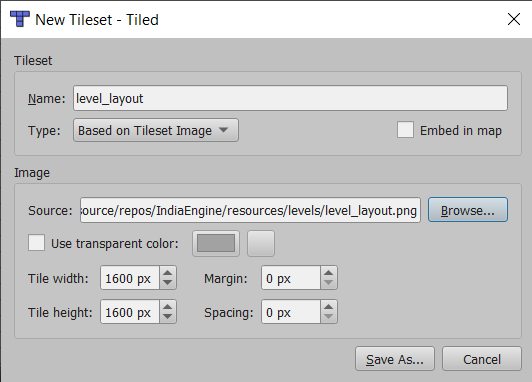 New Tileset - Tiled
Tileset
Name: level_layout
Type: Based on Tileset Image Embed in map
Image
Source: source/repos/IndiaEngine/resources/levels/level_layout.png Browse...
Use transparent color:
Tile width: 1600 px Margin: 0 px
Tile height: 1600 px Spacing: 0 px
Save As... Cancel